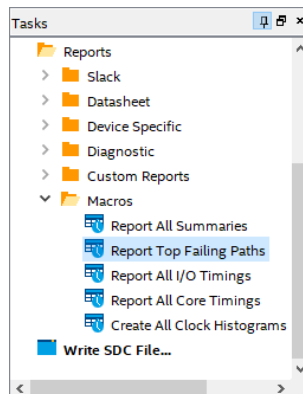 Tasks
Reports
Slack
Datasheet
Device Specific
Diagnostic
Custom Reports
Macros
Report All Summaries
Report Top Failing Paths
Report All I/O Timings
Report All Core Timings
Create All Clock Histograms
Write SDC File...